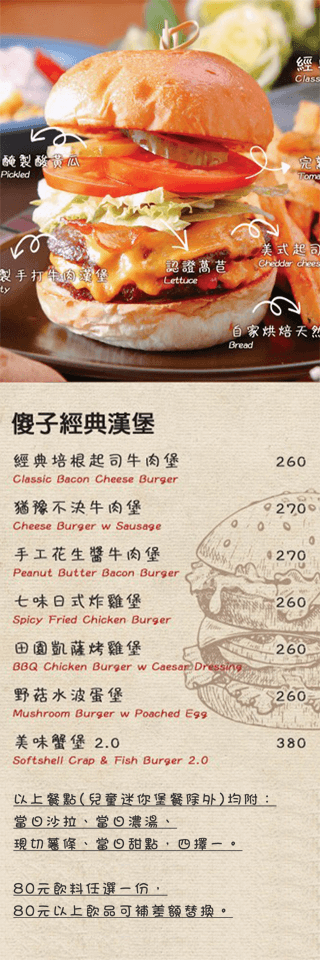 經
Class
醃製酸黃瓜
Pickled
完
Toma
美式起司
Cheddar chees
認證萵苣
Lettuce
製手打牛肉漢堡
ty
自家烘焙天然
Bread
傻子經典漢堡
經典培根起司牛肉堡 260
Classic Bacon Cheese Burger
猶豫不決牛肉堡 270
Cheese Burger w Sausage
手工花生醬牛肉堡 270
Peanut Butter Bacon Burger
七味日式炸雞堡 260
Spicy Fried Chicken Burger
田園凱薩烤雞堡 260
BBQ Chicken Burger w Caesar Dressing
野菇水波蛋堡 260
Mushroom Burger w Poached Egg
美味蟹堡 2.0 380
Softshell Crap & Fish Burger 2.0
以上餐點(兒童迷你堡餐除外)均附：
當日沙拉、當日濃湯、
現切薯條、當日甜點，四擇一。
80元飲料任選一份，
80元以上飲品可補差額替換。